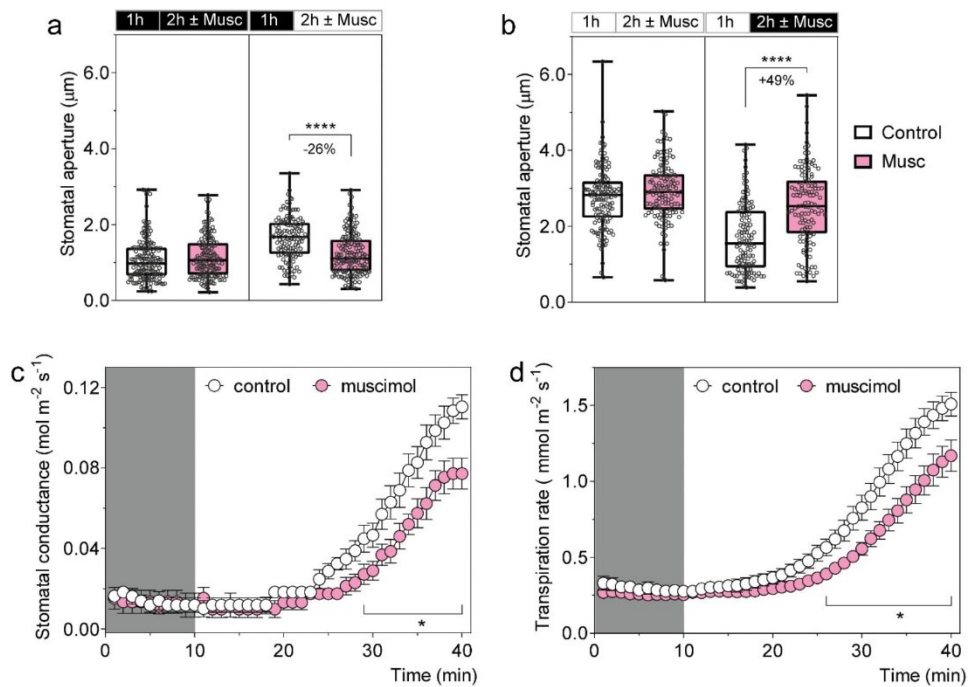 a
1h 2h ± Musc 1h 2h ± Musc
Stomatal aperture (μm)
6.0
4.0
2.0
0.0
****
-26%
b
1h 2h ± Musc 1h 2h ± Musc
Stomatal aperture (μm)
6.0
4.0
2.0
0.0
****
+49%
Control
Musc
c
Stomatal conductance (mol m⁻² s⁻¹)
0.12
0.08
0.04
0.00
control muscimol
*
0 10 20 30 40
Time (min)
d
Transpiration rate ( mmol m⁻² s⁻¹)
1.5
1.0
0.5
0.0
control muscimol
*
0 10 20 30 40
Time (min)